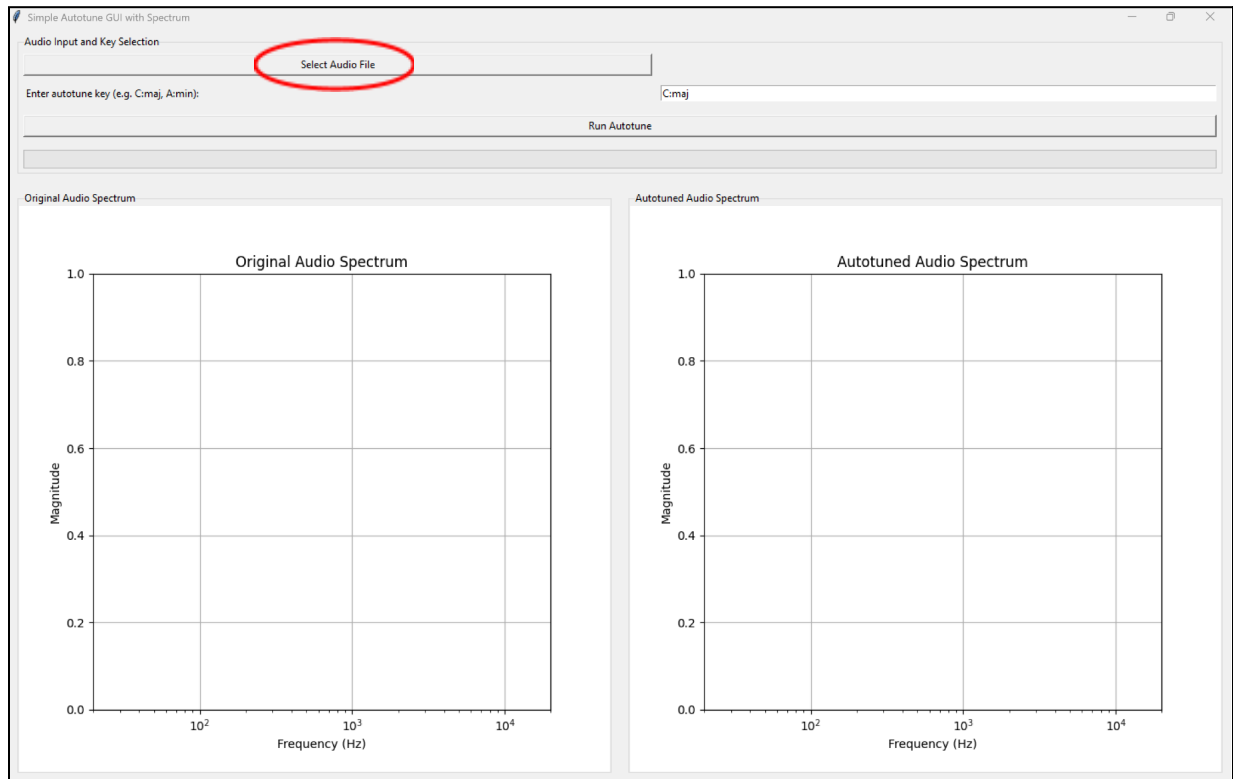 Simple Autotune GUI with Spectrum
Audio Input and Key Selection
Select Audio File
Enter autotune key (e.g. C:maj, A:min):
C:maj
Run Autotune
Original Audio Spectrum
Original Audio Spectrum
1.0
0.8
0.6
0.4
0.2
0.0
Magnitude
10²
10³
10⁴
Frequency (Hz)
Autotuned Audio Spectrum
Autotuned Audio Spectrum
1.0
0.8
0.6
0.4
0.2
0.0
Magnitude
10²
10³
10⁴
Frequency (Hz)